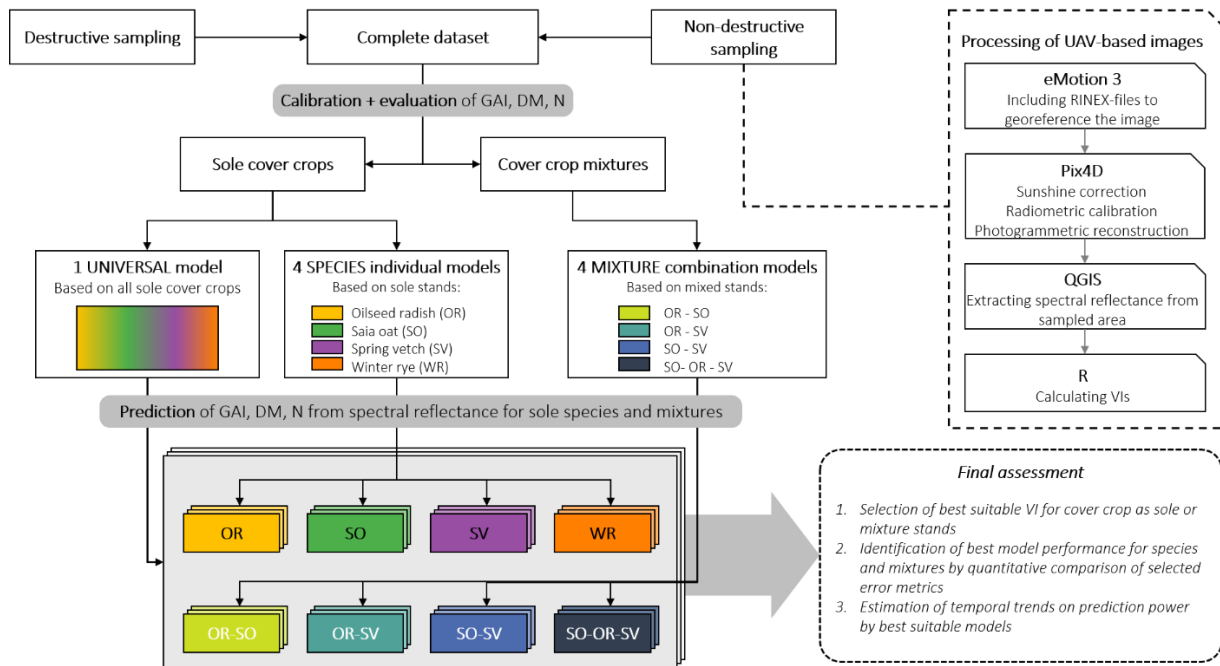 Destructive sampling
Complete dataset
Non-destructive
sampling
Calibration + evaluation of GAI, DM, N
Sole cover crops
Cover crop mixtures
1 UNIVERSAL model
Based on all sole cover crops
4 SPECIES individual models
Based on sole stands:
Oilseed radish (OR)
Saia oat (SO)
Spring vetch (SV)
Winter rye (WR)
4 MIXTURE combination models
Based on mixed stands:
OR - SO
OR - SV
SO - SV
SO- OR - SV
Prediction of GAI, DM, N from spectral reflectance for sole species and mixtures
OR
SO
SV
WR
OR-SO
OR-SV
SO-SV
SO-OR-SV
Processing of UAV-based images
eMotion 3
Including RINEX-files to
georeference the image
Pix4D
Sunshine correction
Radiometric calibration
Photogrammetric reconstruction
QGIS
Extracting spectral reflectance from
sampled area
R
Calculating VIs
Final assessment
1. Selection of best suitable VI for cover crop as sole or
mixture stands
2. Identification of best model performance for species
and mixtures by quantitative comparison of selected
error metrics
3. Estimation of temporal trends on prediction power
by best suitable models